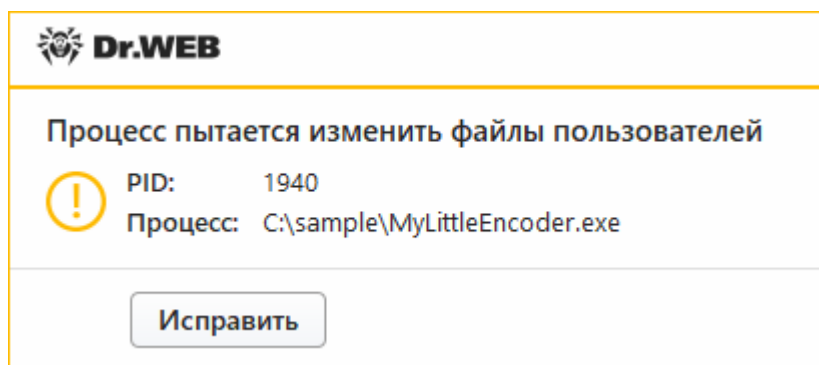 Dr.WEB
Процесс пытается изменить файлы пользователей
PID: 1940
Процесс: C:\sample\MyLittleEncoder.exe
Исправить